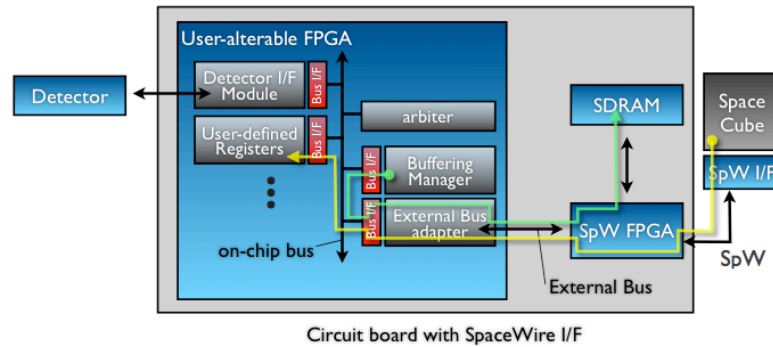 User-alterable FPGA
Detector
Detector I/F
Module
Bus I/F
User-defined
Registers
Bus I/F
arbiter
Bus I/F
Buffering
Manager
Bus I/F
External Bus
adapter
on-chip bus
SDRAM
SpW FPGA
External Bus
Space
Cube
SpW I/F
SpW
Circuit board with SpaceWire I/F